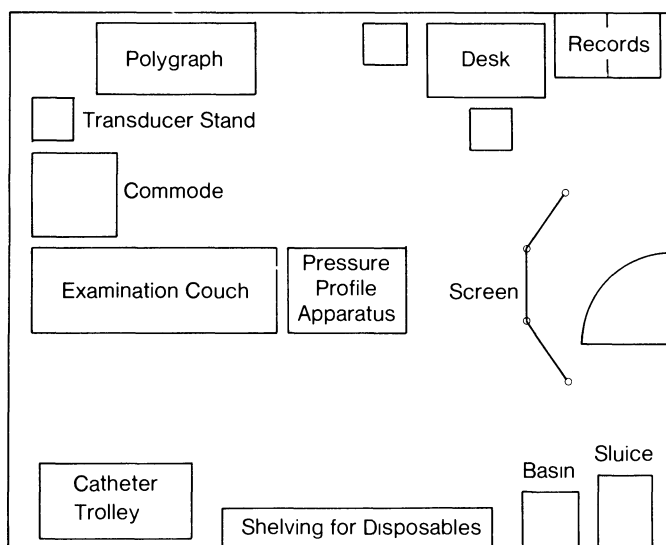 Polygraph
Desk
Records
Transducer Stand
Commode
Examination Couch
Pressure
Profile
Apparatus
Screen
Catheter
Trolley
Shelving for Disposables
Basin
Sluice